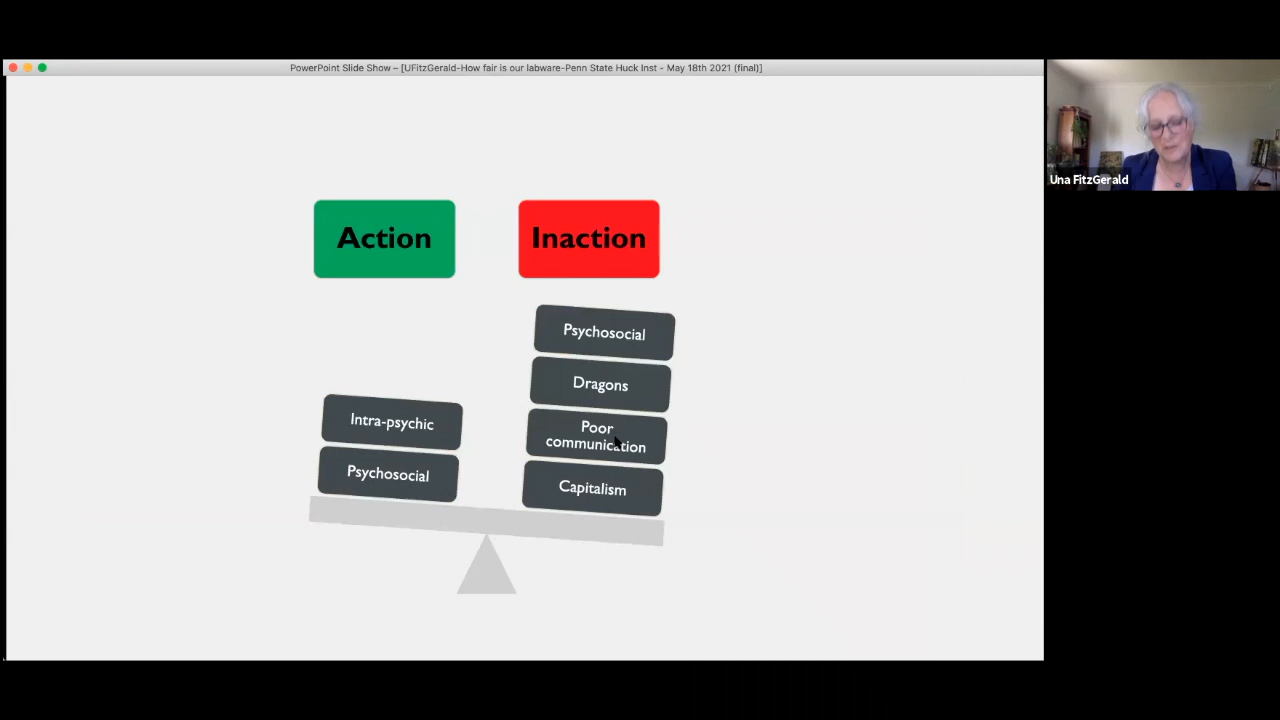 PowerPoint Slide Show – [UFitzGerald-How fair is our labware-Penn State Huck Inst - May 18th 2021 (final)]
Una FitzGerald
Action
Inaction
Psychosocial
Dragons
Intra-psychic
Poor
communication
Psychosocial
Capitalism